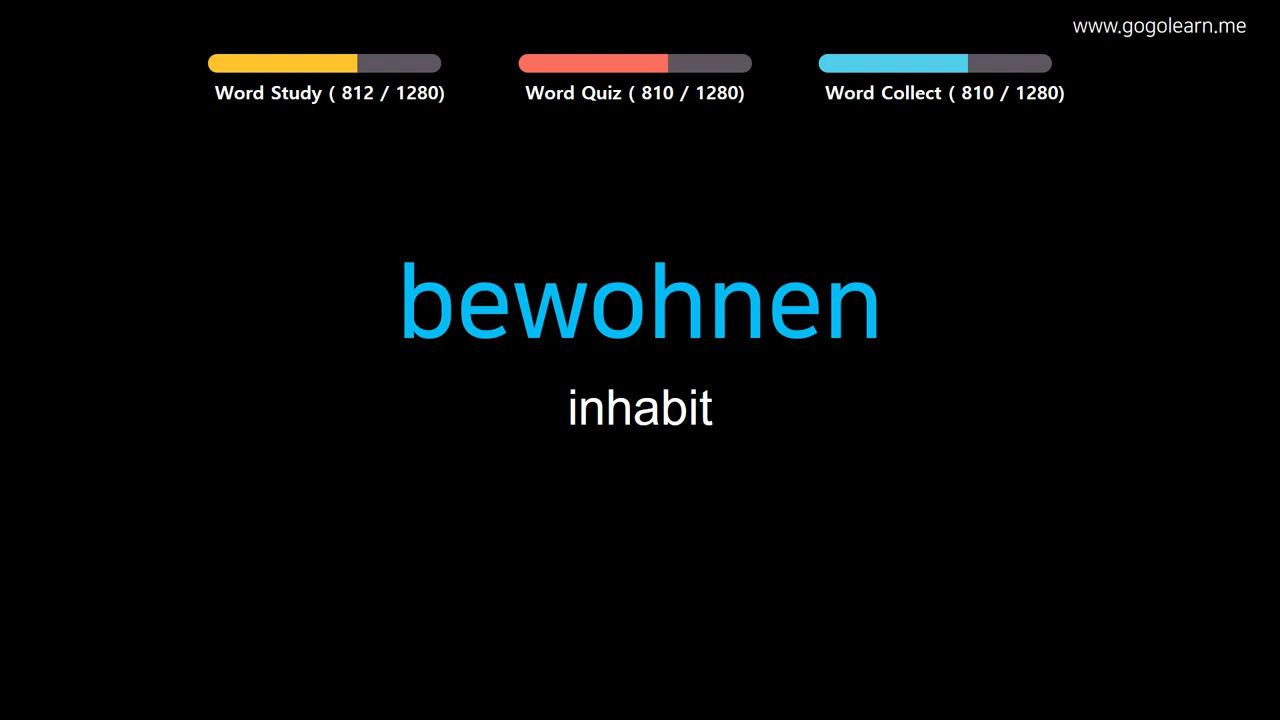 www.gogolearn.me
Word Study ( 812 / 1280)
Word Quiz ( 810 / 1280)
Word Collect ( 810 / 1280)
bewohnen
inhabit